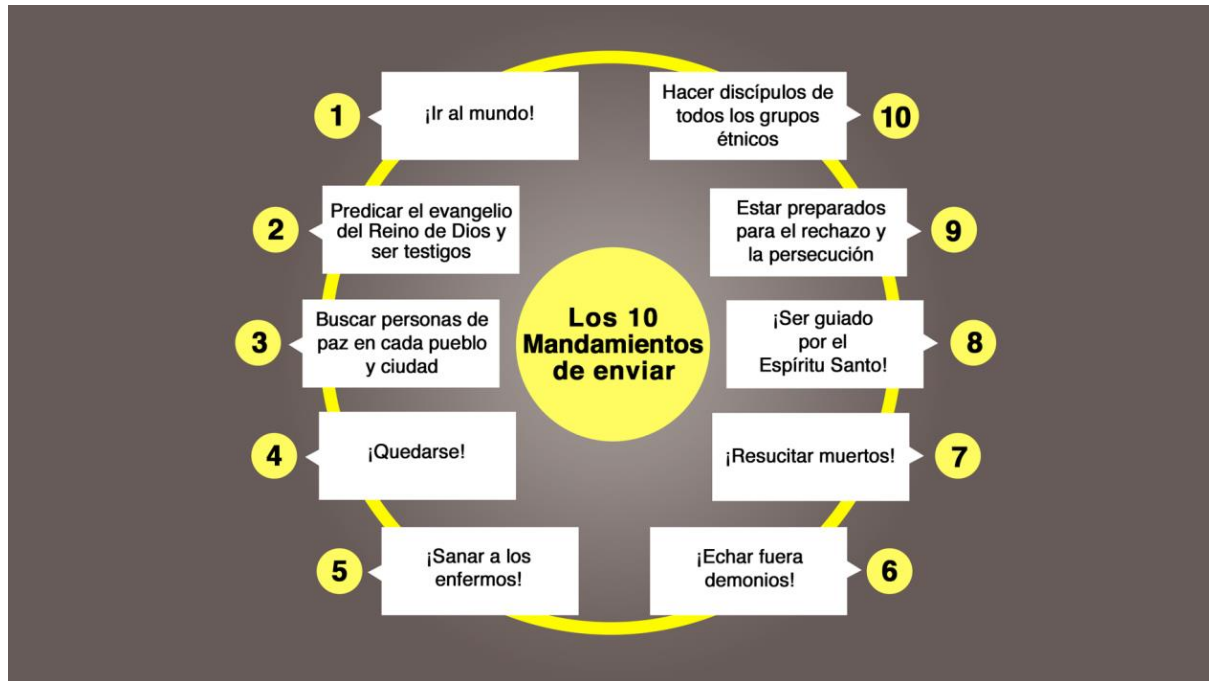 Los 10
Mandamientos
de enviar
1
¡Ir al mundo!
2
Predicar el evangelio
del Reino de Dios y
ser testigos
3
Buscar personas de
paz en cada pueblo
y ciudad
4
¡Quedarse!
5
¡Sanar a los
enfermos!
6
¡Echar fuera
demonios!
7
¡Resucitar muertos!
8
¡Ser guiado
por el
Espíritu Santo!
9
Estar preparados
para el rechazo y
la persecución
10
Hacer discípulos de
todos los grupos
étnicos